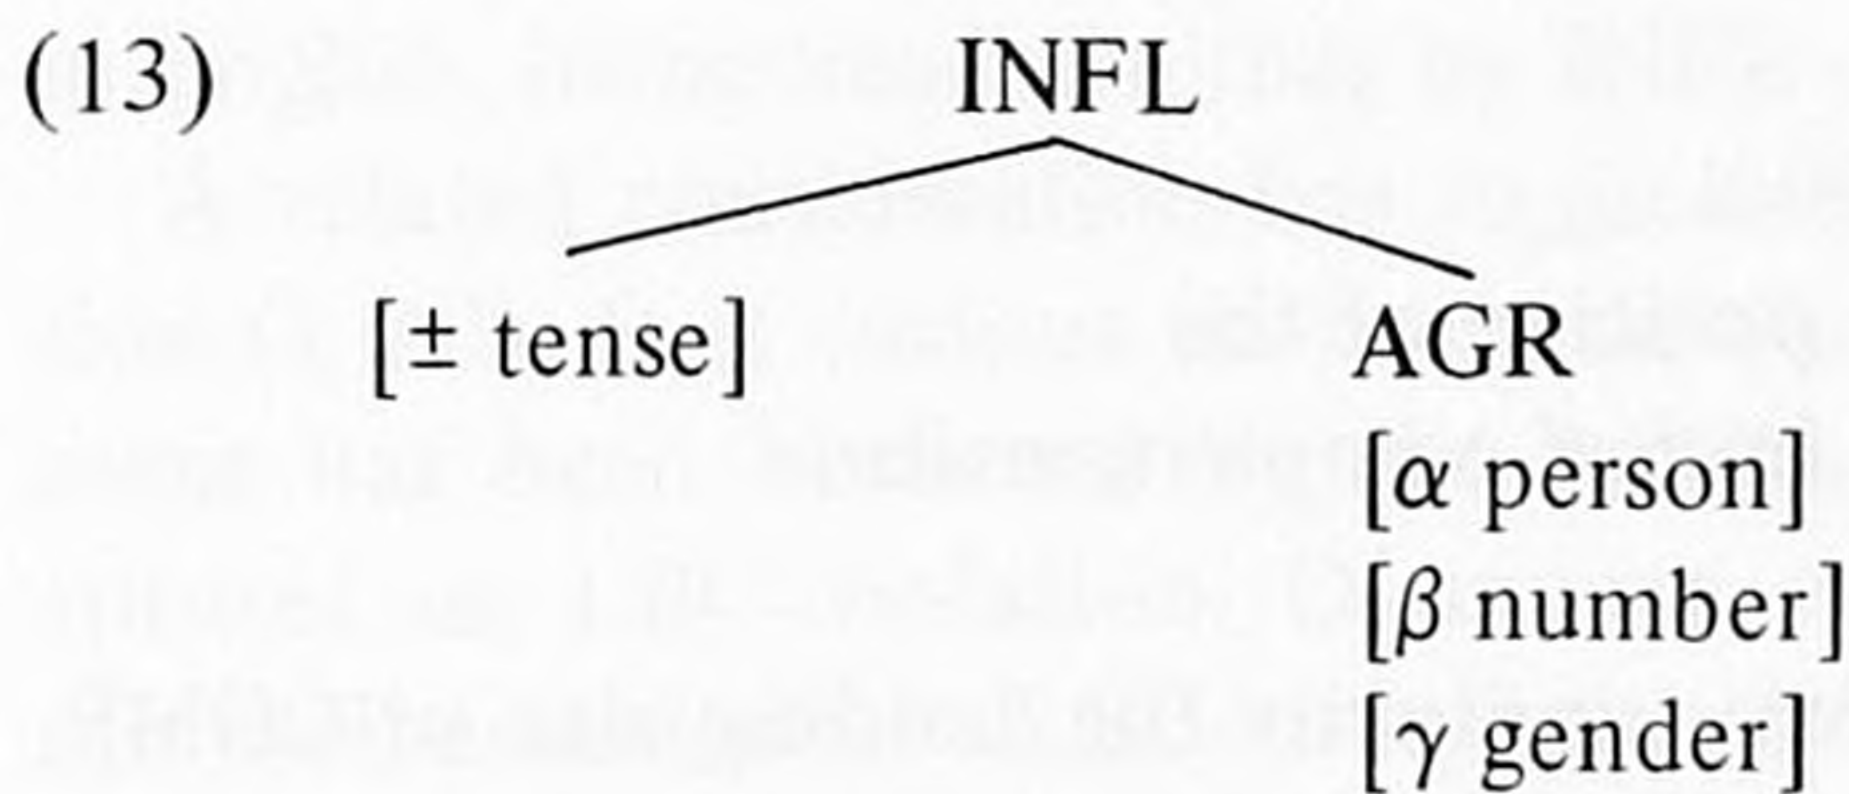 (13) INFL
[± tense] AGR
[α person]
[β number]
[γ gender]